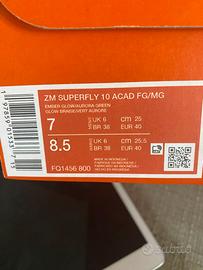 ZM SUPERFLY 10 ACAD FG/MG
EMBER GLOW/AURORA GREEN
GLOW BRAISE/VERT AURORE
7 UK 6 cm 25
BR 38 EUR 40
8.5 UK 6 cm 25.5
BR 38 EUR 40
FQ1456 800
MADE IN INDONESIA
subito